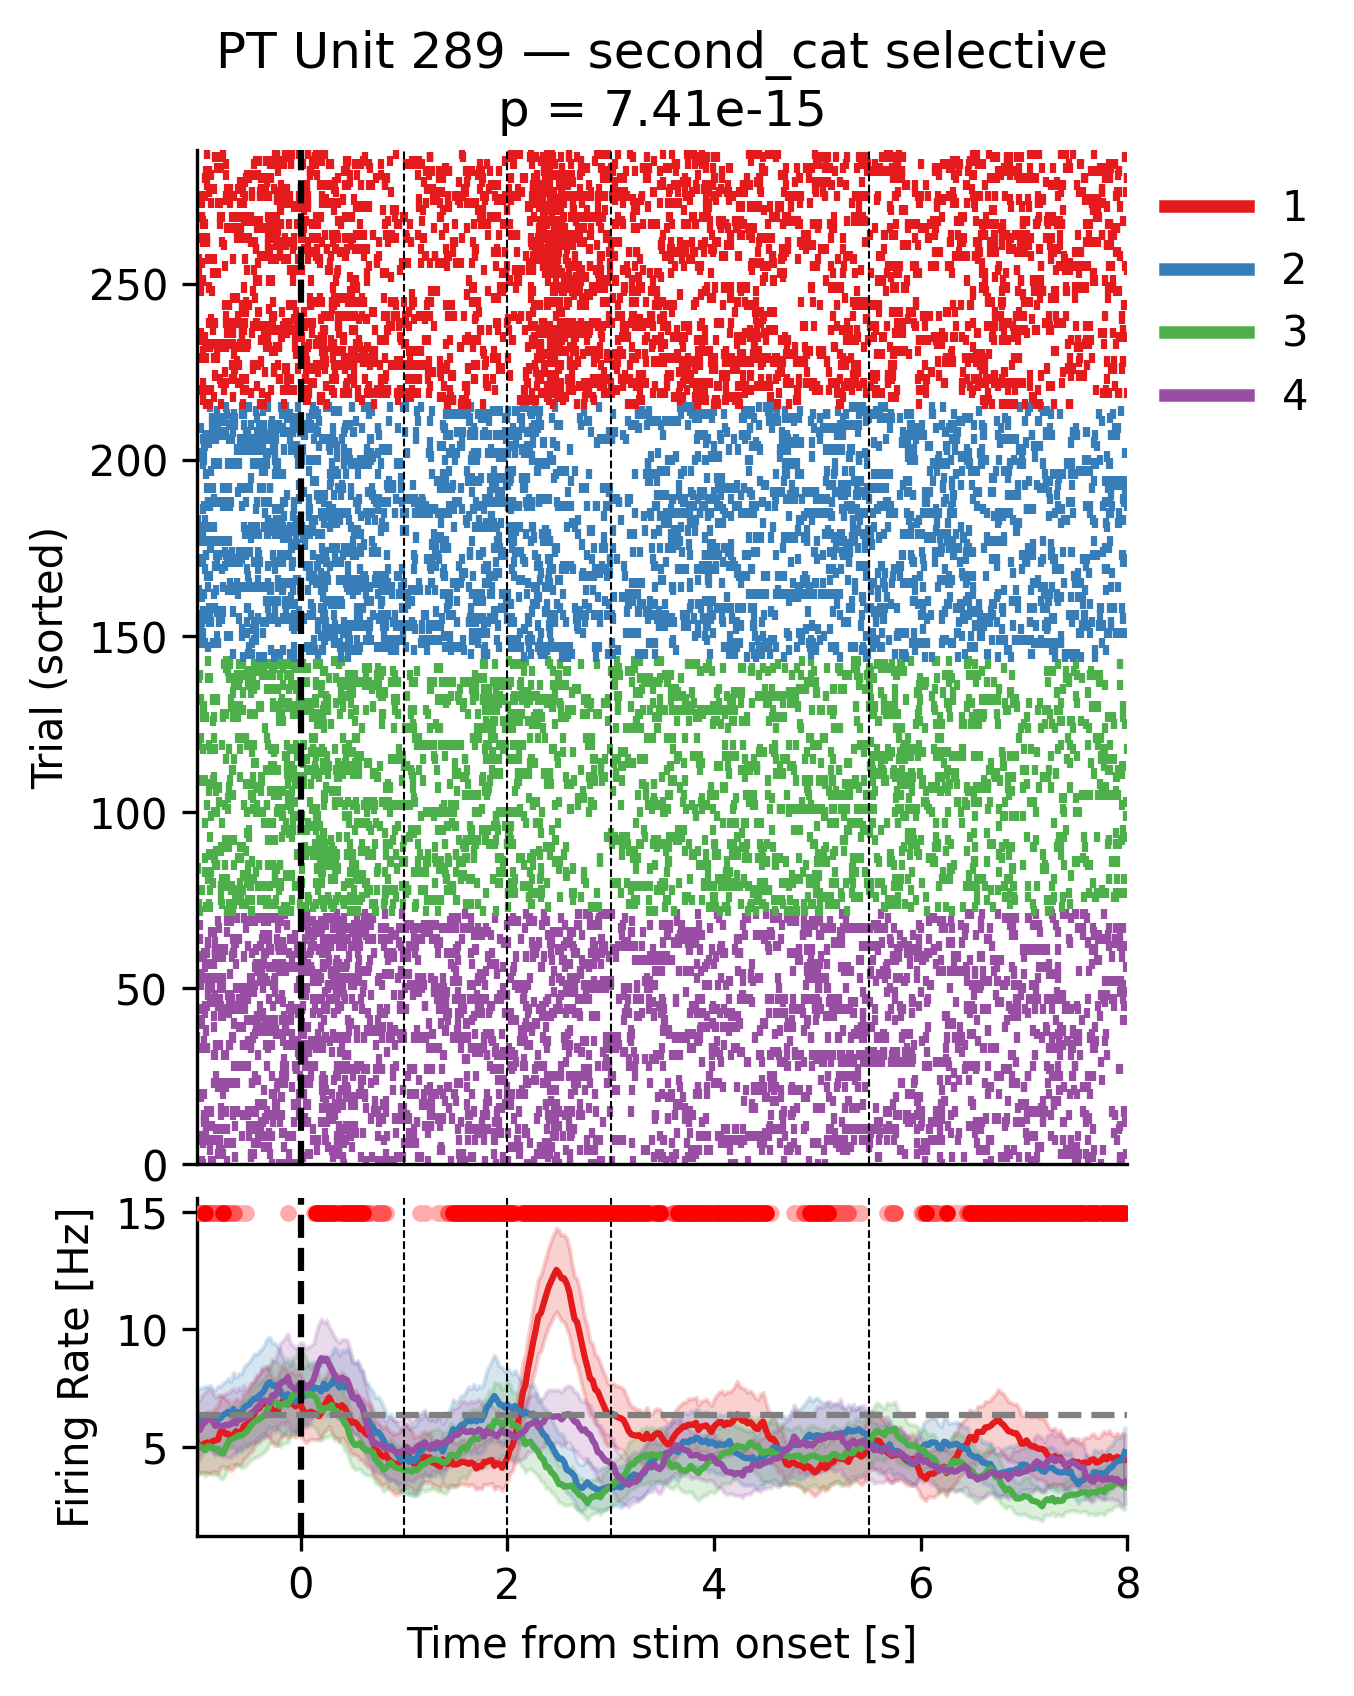 PT Unit 289 — second_cat selective
p = 7.41e-15
1
2
3
4
250
200
150
100
50
0
Trial (sorted)
15
10
5
Firing Rate [Hz]
0 2 4 6 8
Time from stim onset [s]